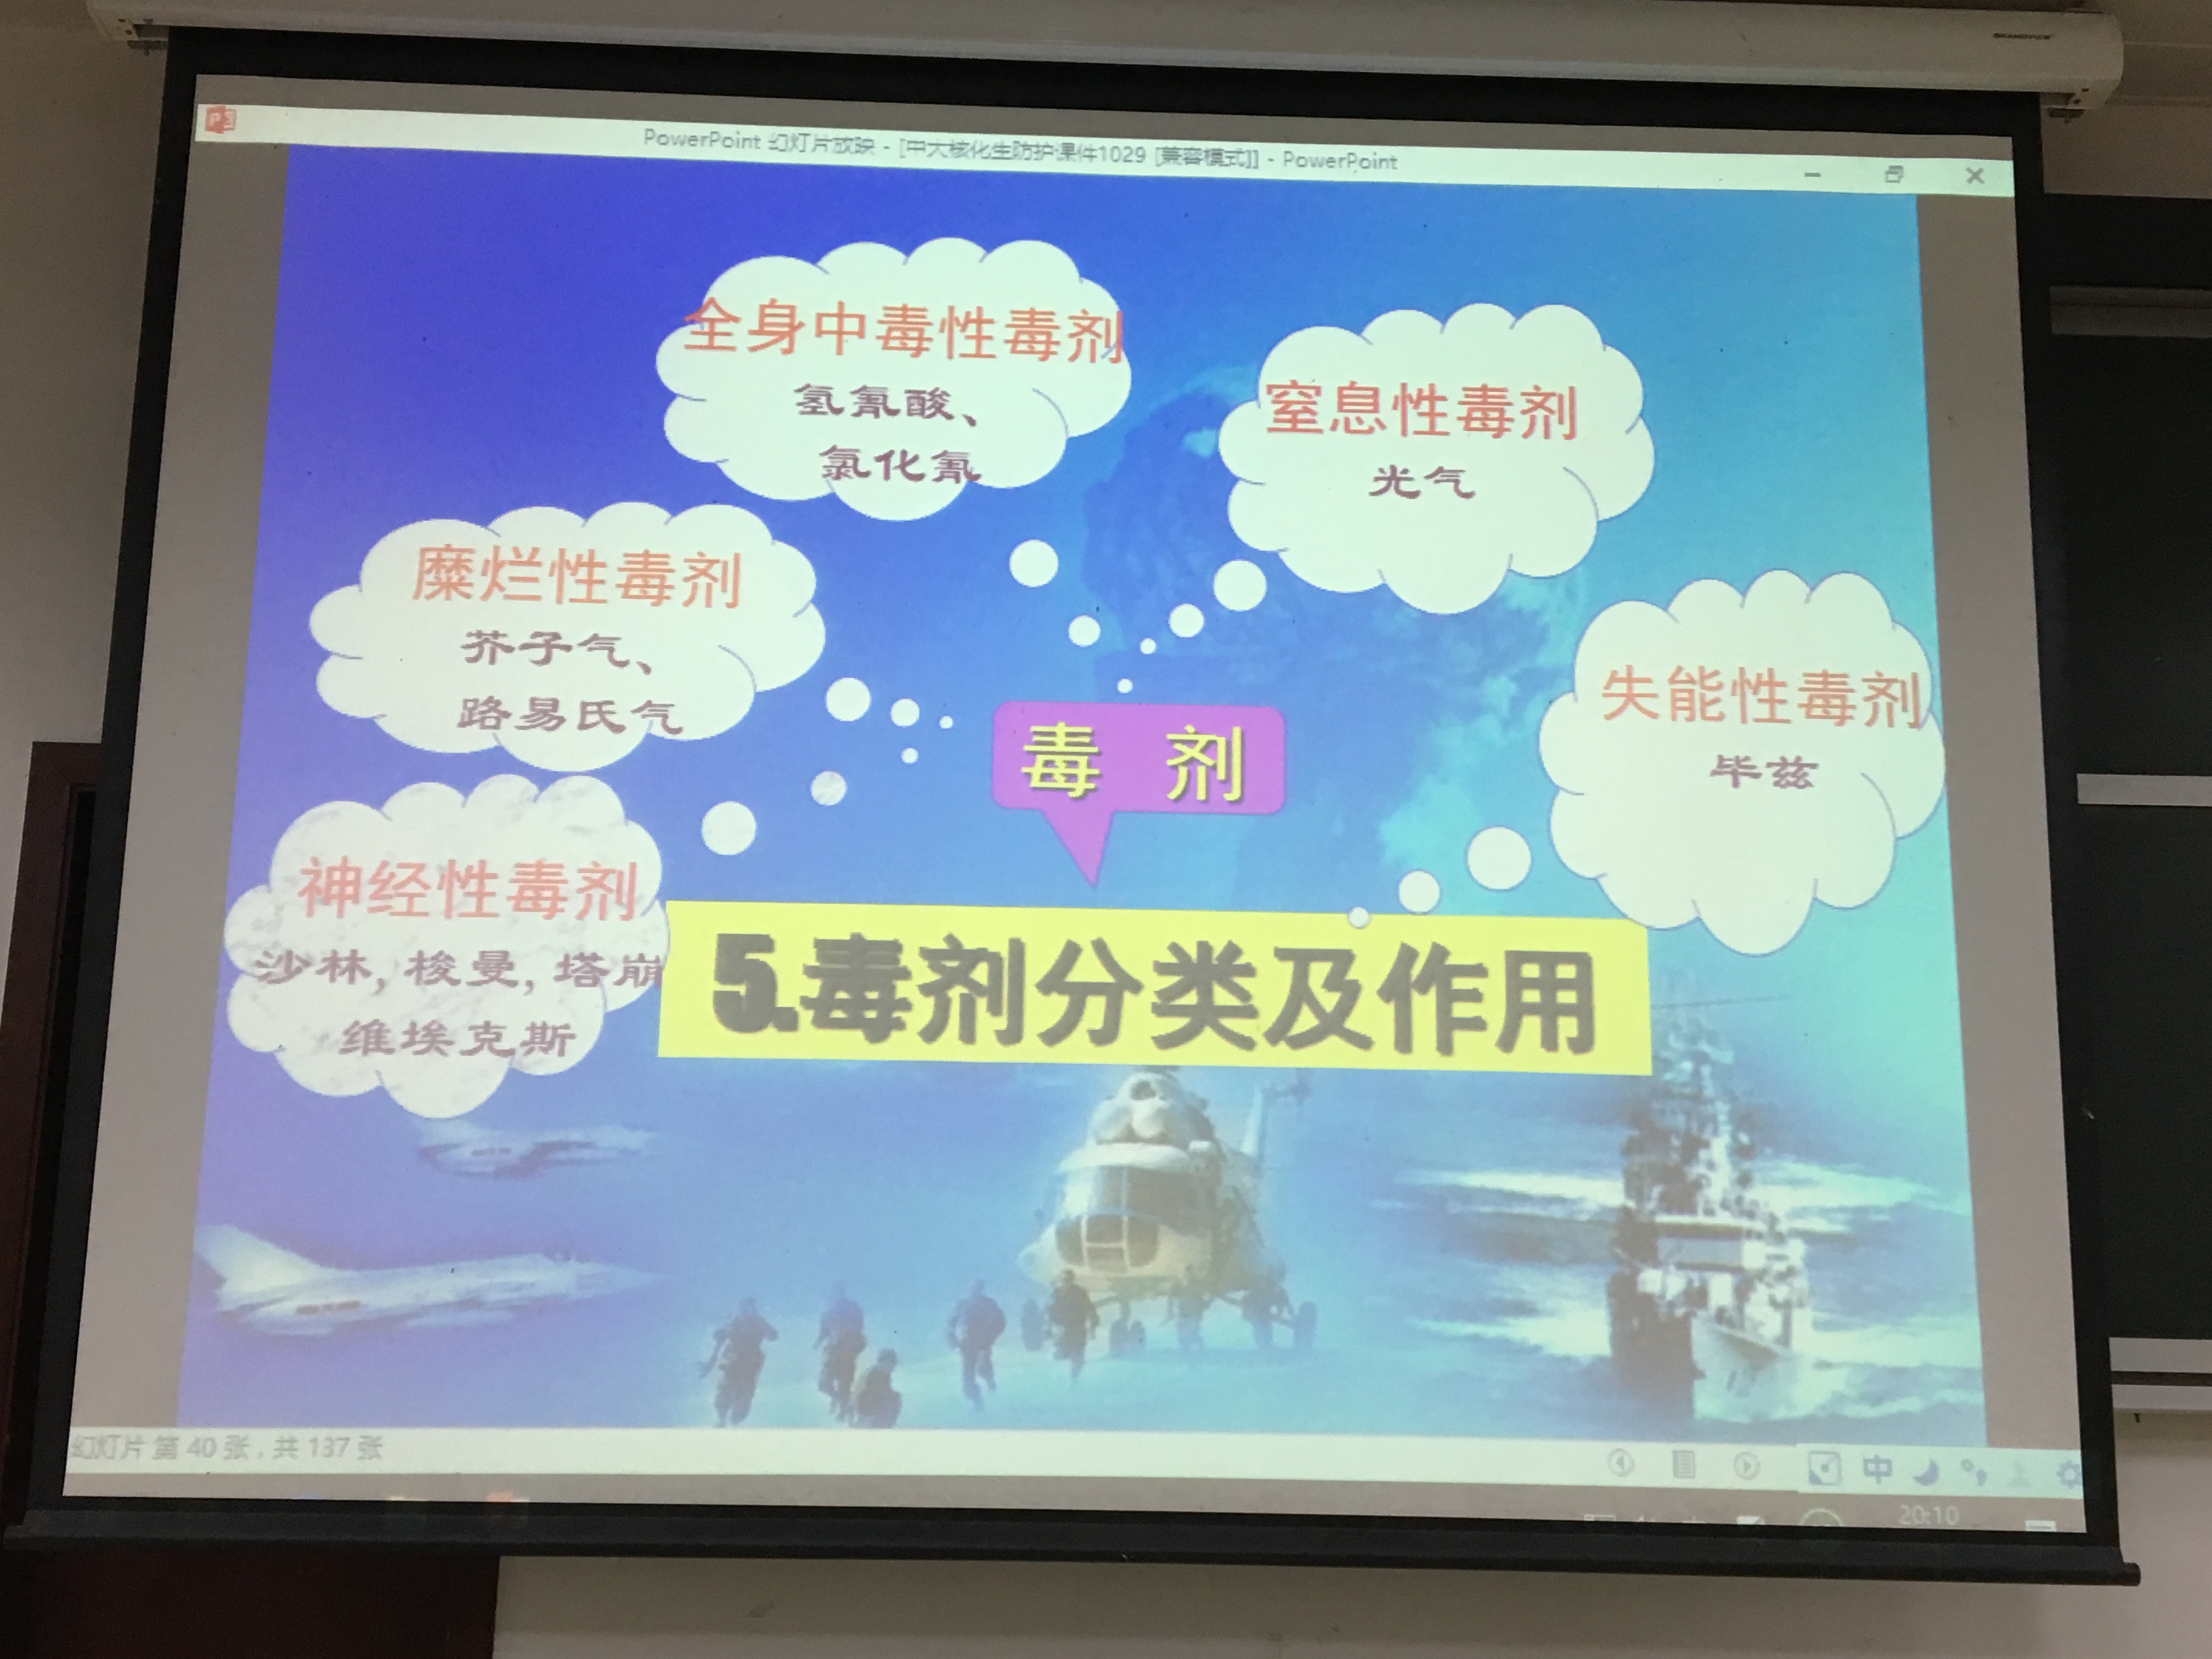 GRANDVIEW
PowerPoint 幻灯片放映 - [中大核化生防护课件1029 [兼容模式]] - PowerPoint
全身中毒性毒剂
氢氰酸、
氯化氰
窒息性毒剂
光气
糜烂性毒剂
芥子气、
路易氏气
失能性毒剂
毕兹
毒 剂
神经性毒剂
沙林, 梭曼, 塔崩
维埃克斯
5.毒剂分类及作用
幻灯片 第 40 张 , 共 137 张
中
20:10